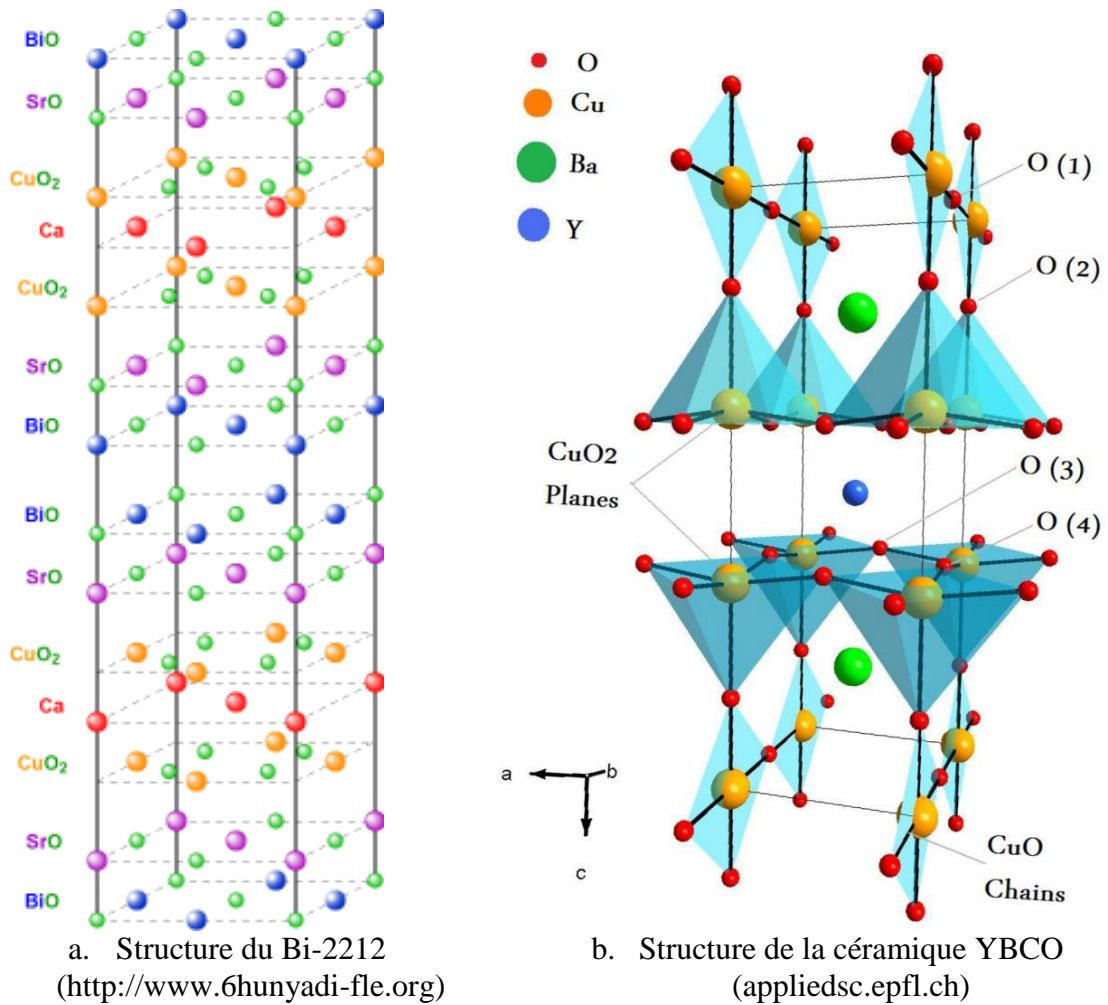 BiO
SrO
CuO2
Ca
CuO2
SrO
BiO
BiO
SrO
CuO2
Ca
CuO2
SrO
BiO
a. Structure du Bi-2212
(http://www.6hunyadi-fle.org)
O
Cu
Ba
Y
O (1)
O (2)
CuO2
Planes
O (3)
O (4)
a
b
c
CuO
Chains
b. Structure de la céramique YBCO
(appliedsc.epfl.ch)